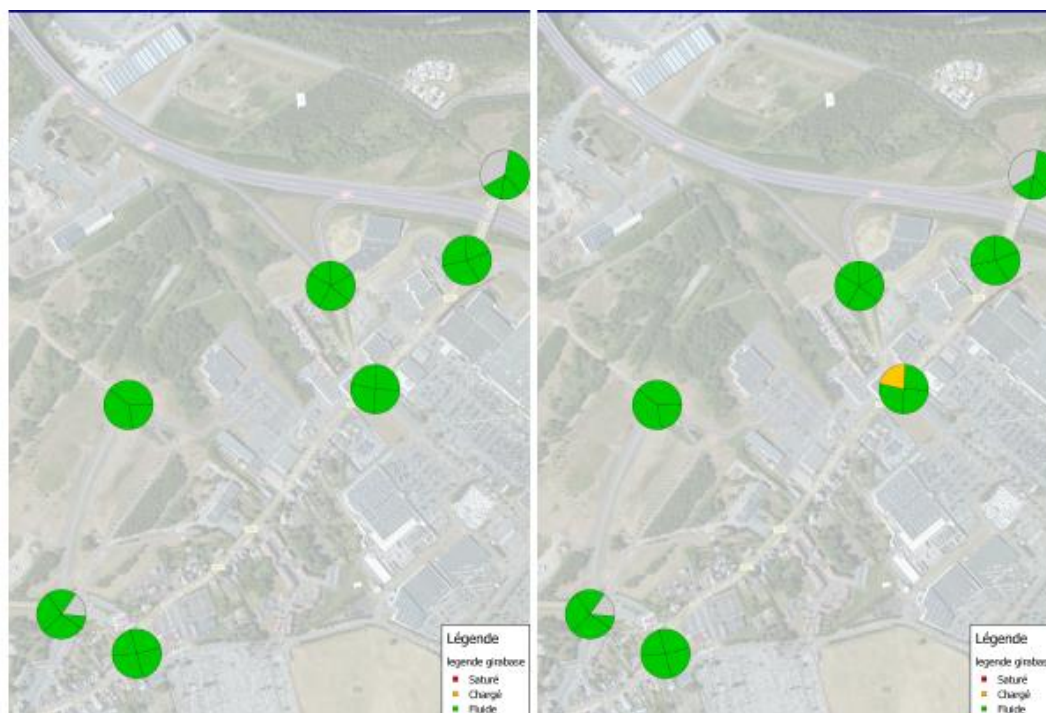 Légende
legende girabase
Saturé
Chargé
Fluide
Légende
legende girabase
Saturé
Chargé
Fluide